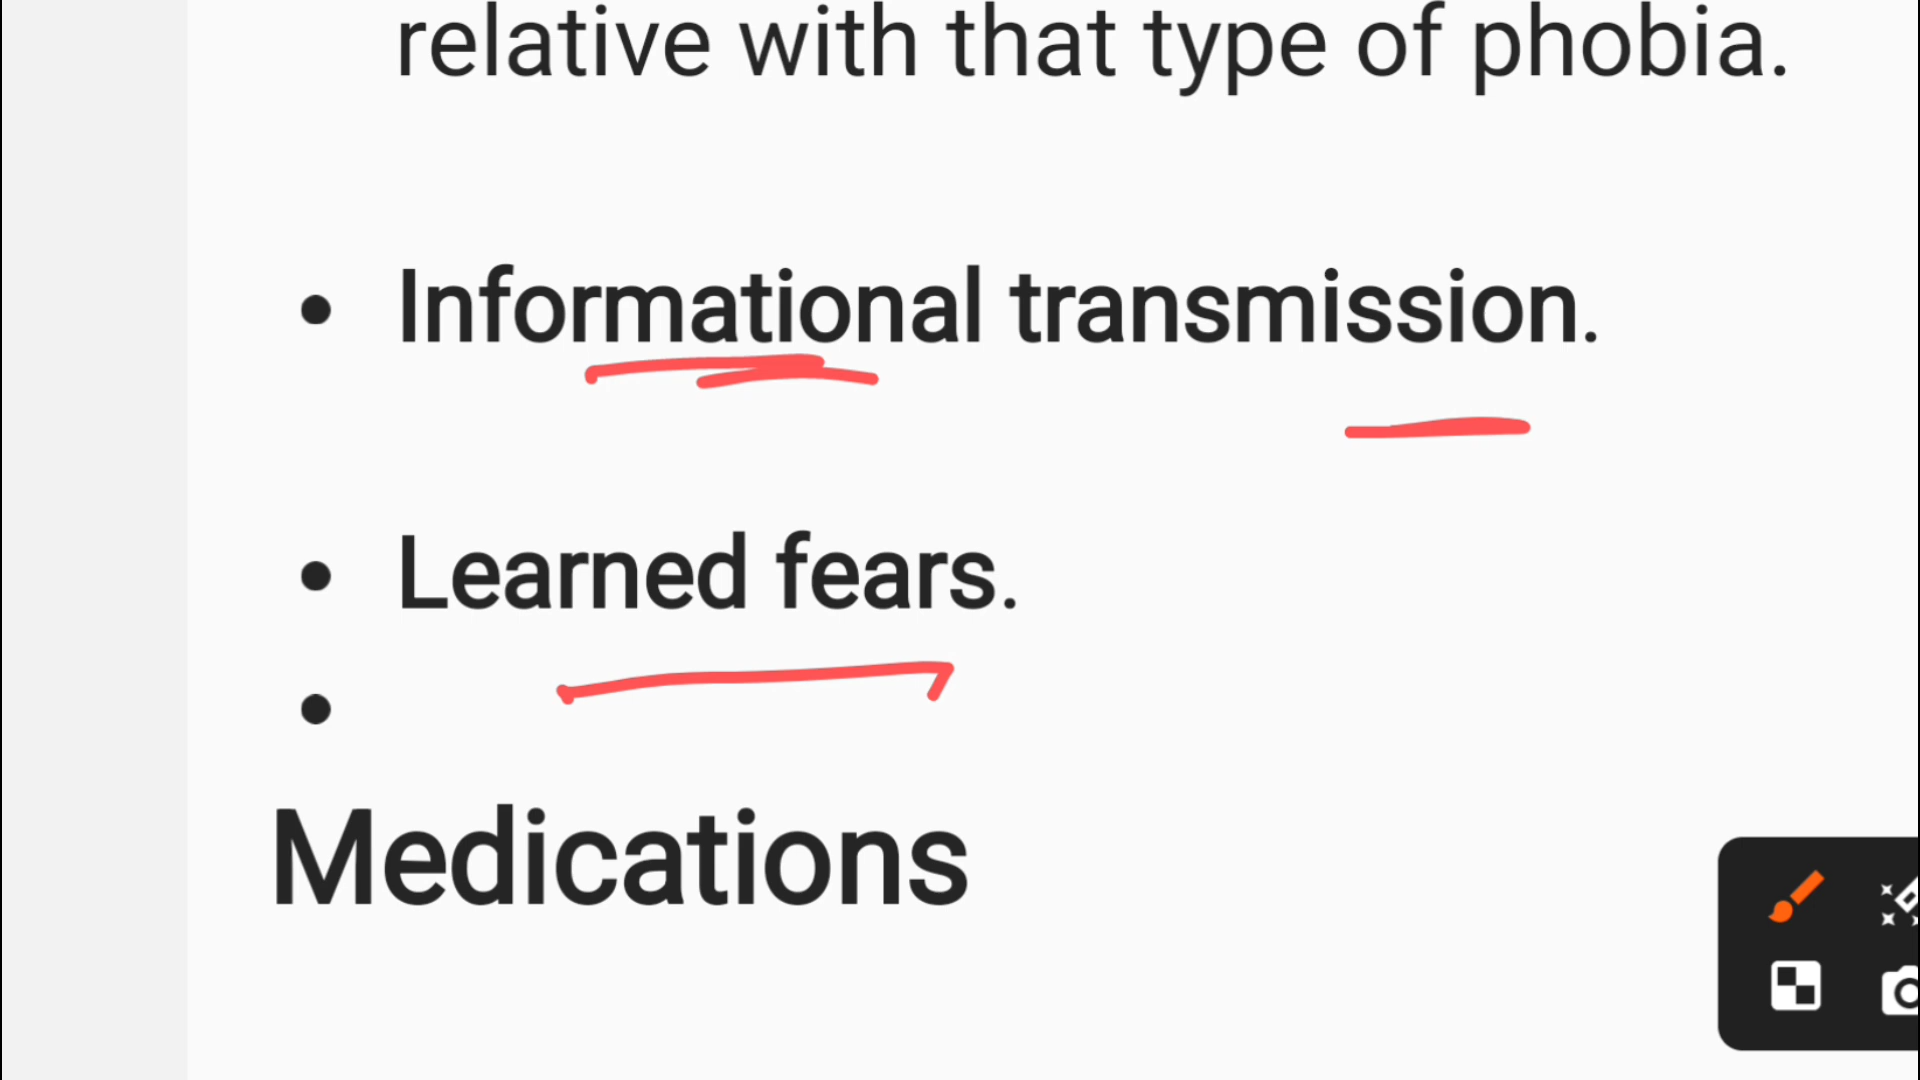 relative with that type of phobia.
• Informational transmission.
• Learned fears.
•
Medications